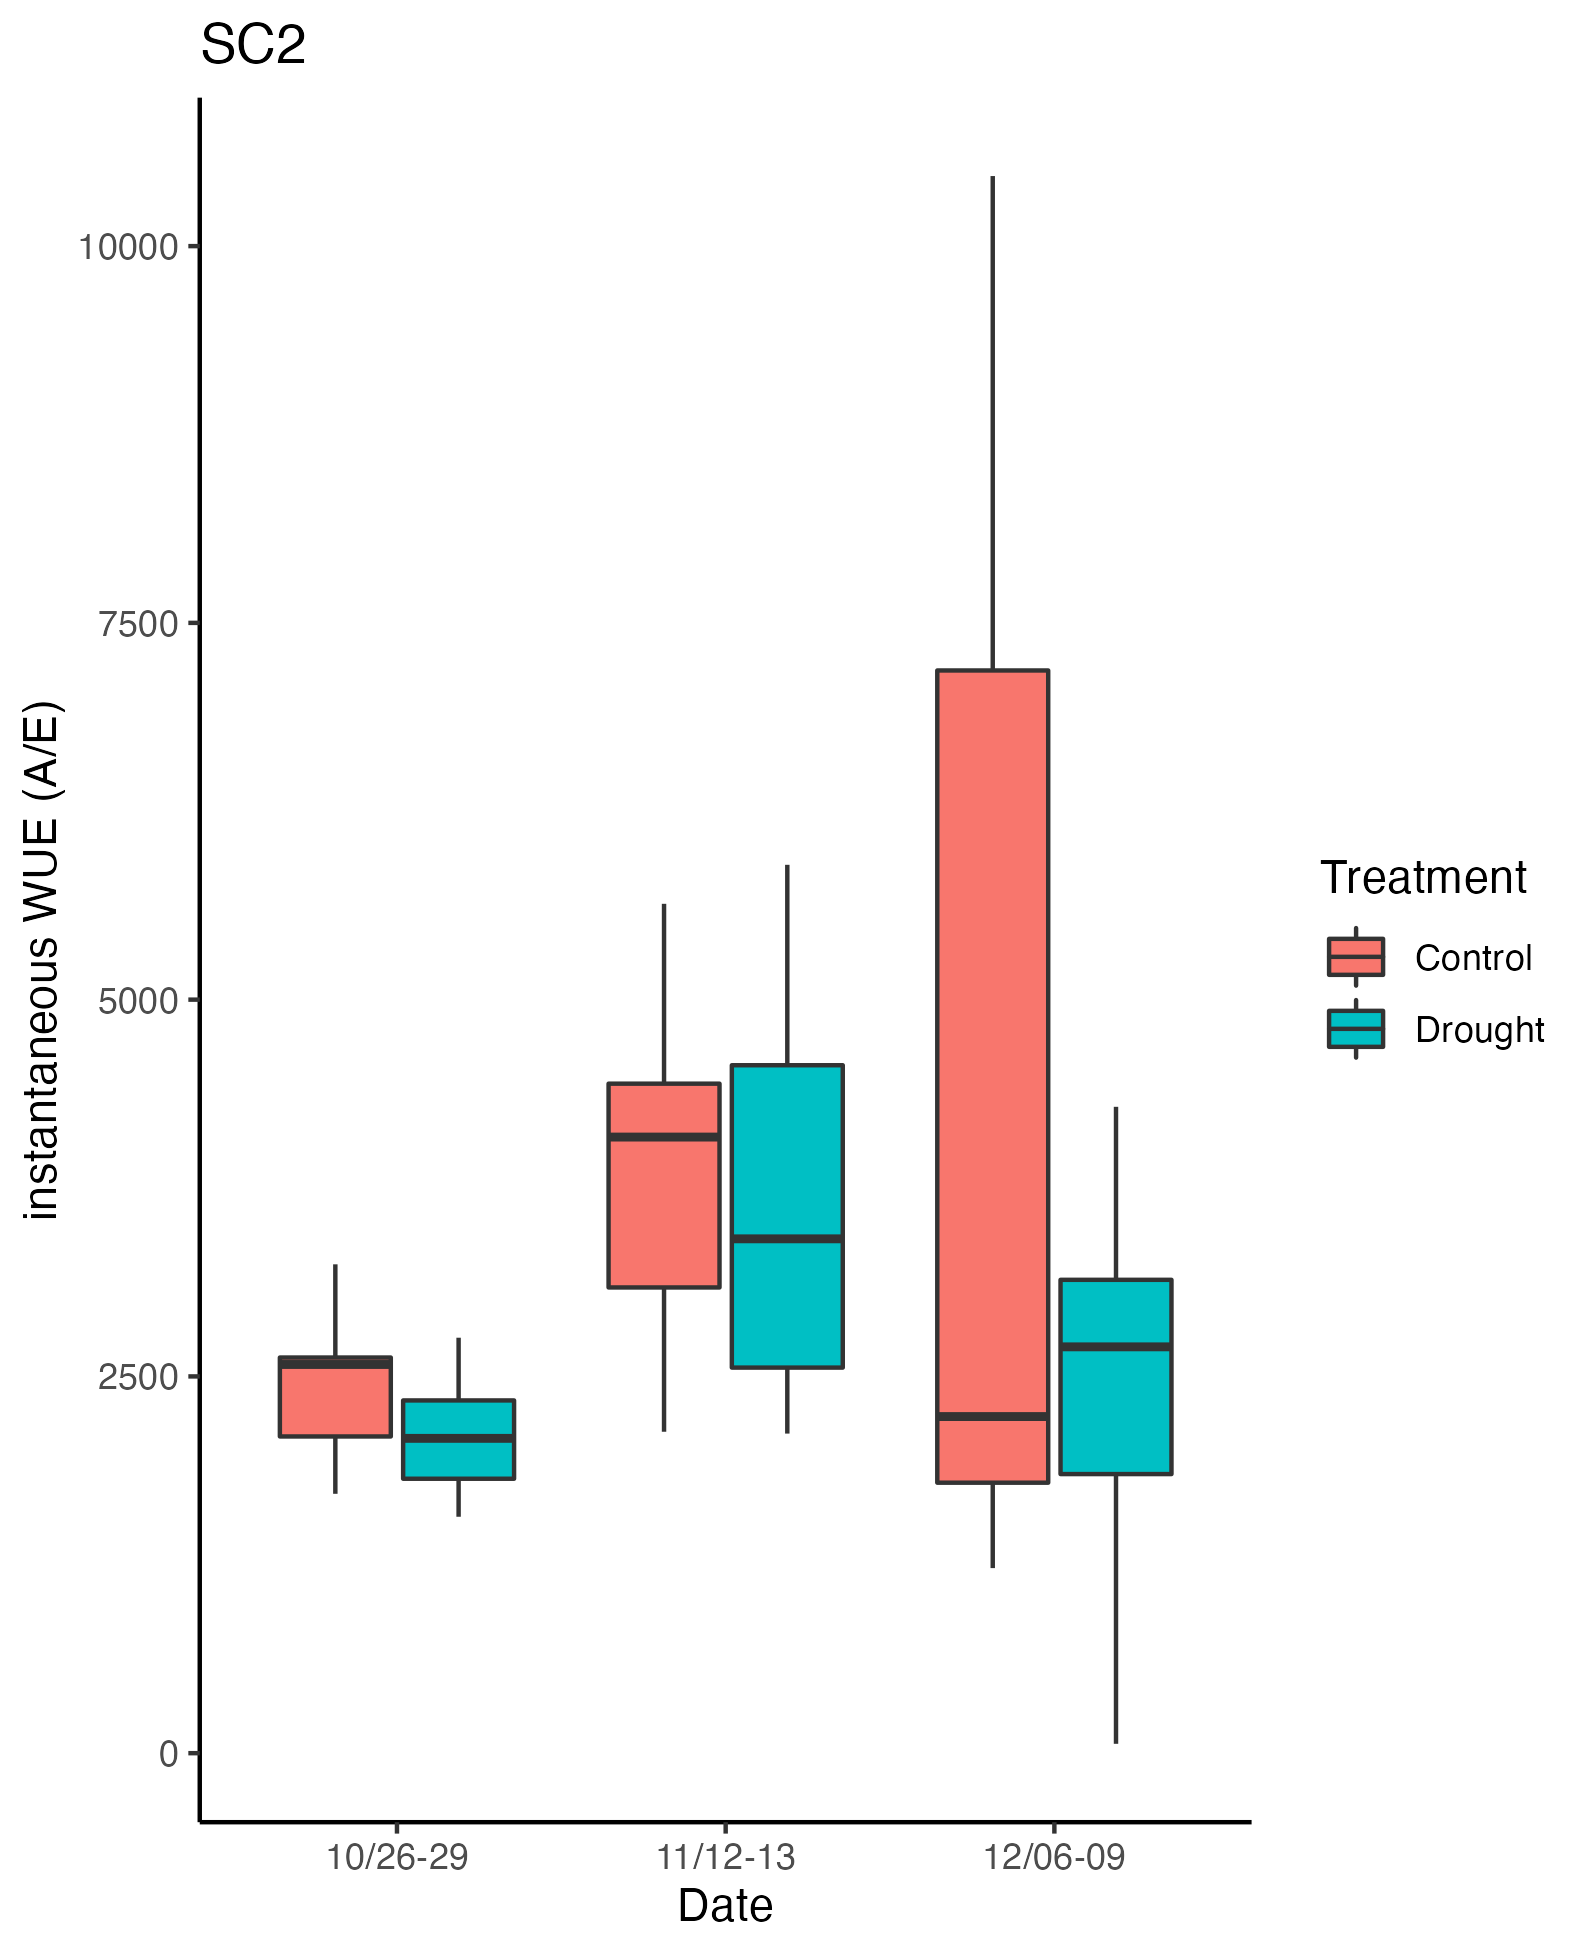 SC2
10000
7500
5000
2500
0
instantaneous WUE (A/E)
10/26-29
11/12-13
12/06-09
Date
Treatment
Control
Drought